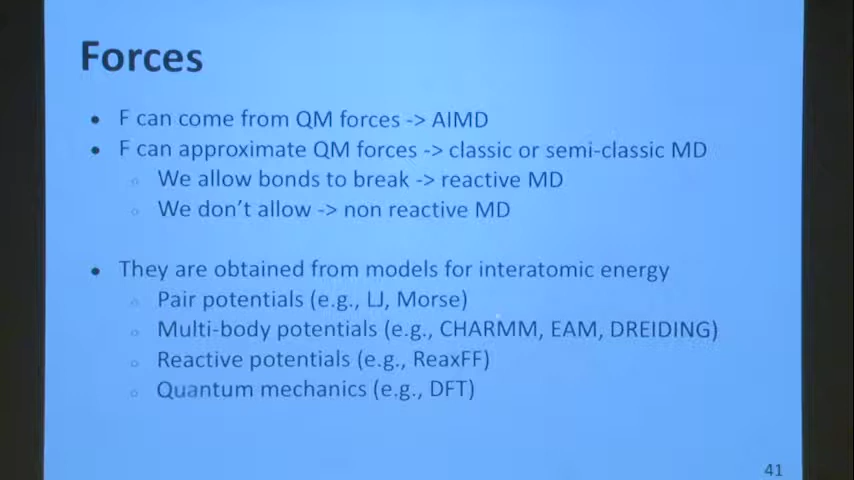 Forces
• F can come from QM forces -> AIMD
• F can approximate QM forces -> classic or semi-classic MD
○ We allow bonds to break -> reactive MD
○ We don't allow -> non reactive MD
• They are obtained from models for interatomic energy
○ Pair potentials (e.g., LJ, Morse)
○ Multi-body potentials (e.g., CHARMM, EAM, DREIDING)
○ Reactive potentials (e.g., ReaxFF)
○ Quantum mechanics (e.g., DFT)
41